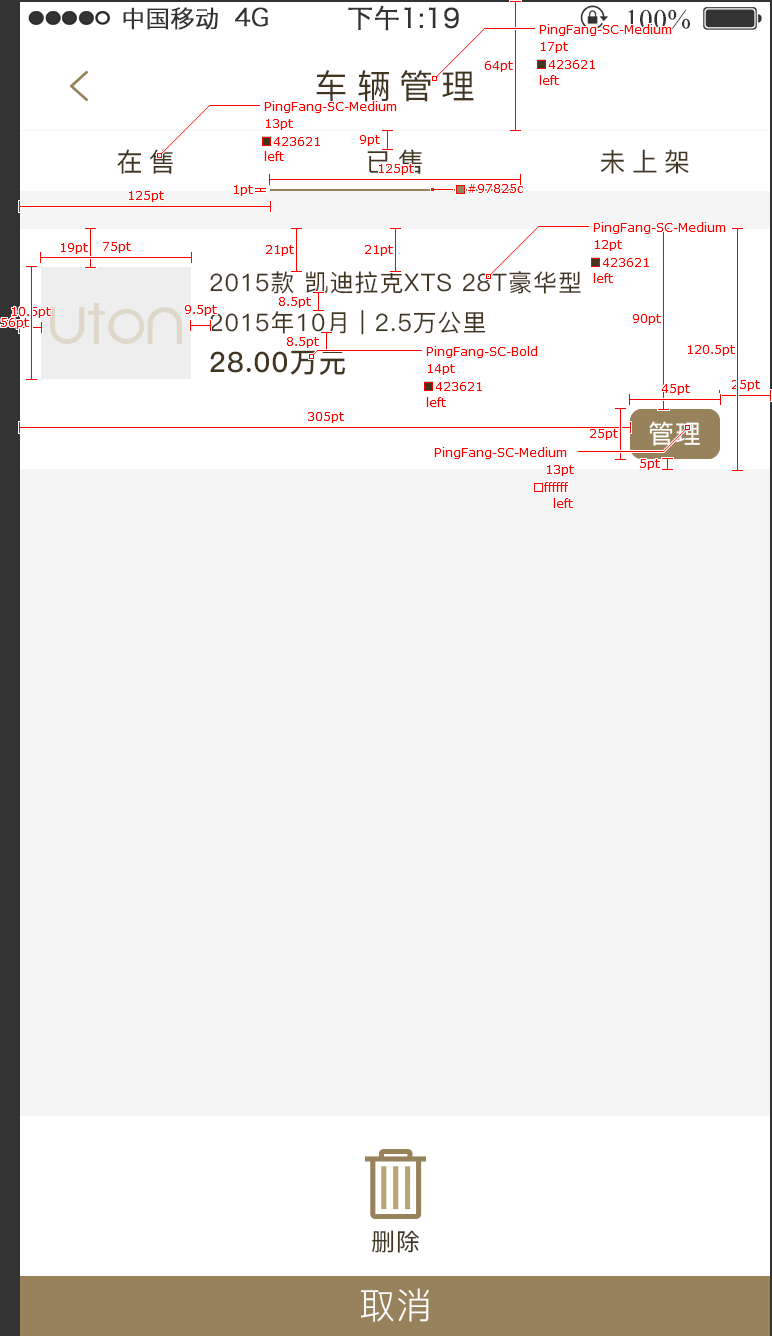 中国移动 4G 下午1:19 100%
PingFang-SC-Medium
17pt
423621
left
64pt
车辆管理
PingFang-SC-Medium
13pt
423621
left
9pt
在售 已售 未上架
125pt
1pt
#97825c
125pt
PingFang-SC-Medium
12pt
423621
left
19pt 75pt 21pt 21pt
2015款 凯迪拉克XTS 28T豪华型
8.5pt
10.5pt
56pt
uton
9.5pt
2015年10月 | 2.5万公里
90pt
8.5pt
120.5pt
28.00万元
PingFang-SC-Bold
14pt
423621
left
45pt 25pt
305pt
25pt
管理
PingFang-SC-Medium
5pt
13pt
ffffff
left
删除
取消